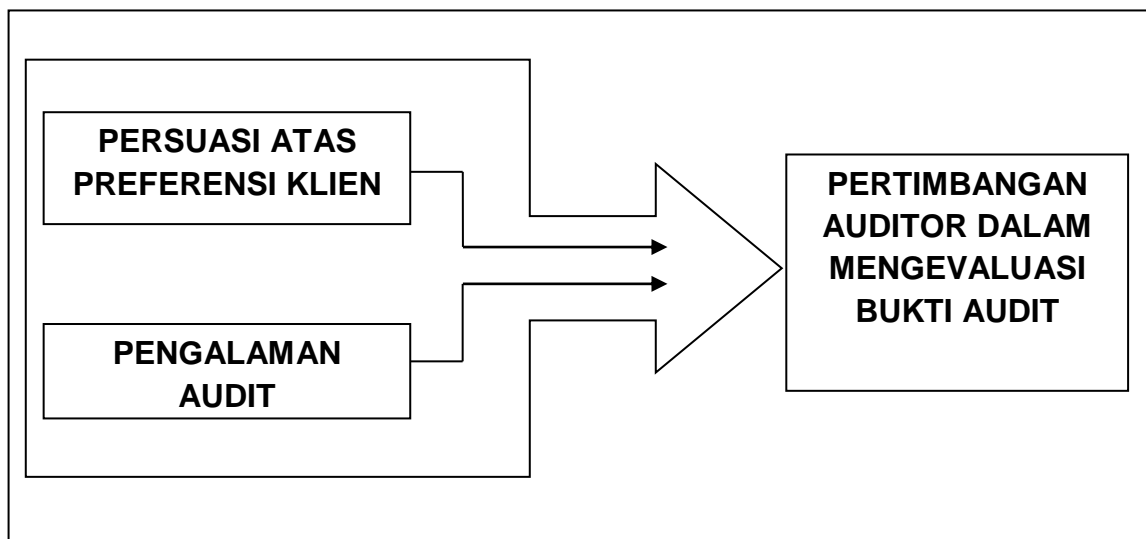 PERSUASI ATAS
PREFERENSI KLIEN
PENGALAMAN
AUDIT
PERTIMBANGAN
AUDITOR DALAM
MENGEVALUASI
BUKTI AUDIT